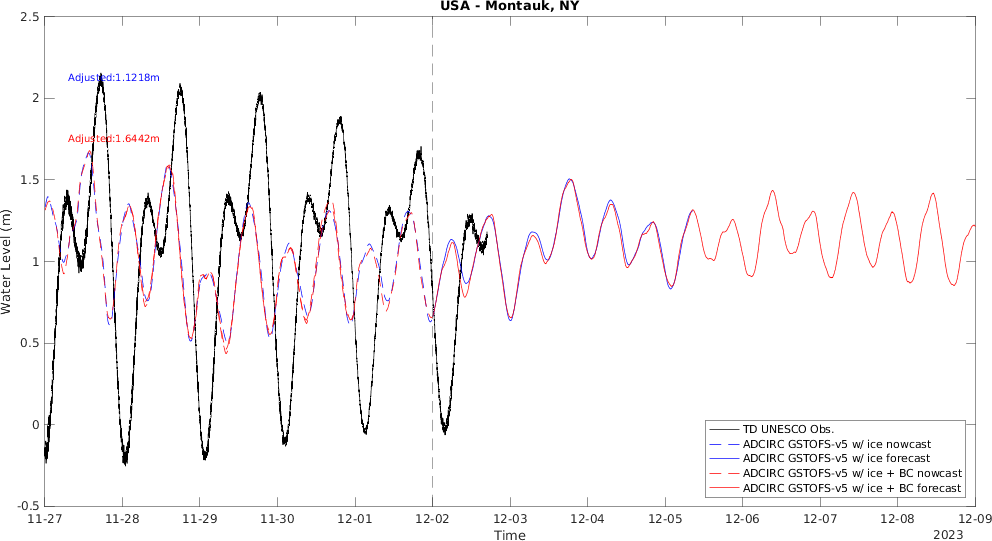 USA - Montauk, NY
2.5
2
1.5
1
0.5
0
-0.5
Water Level (m)
Adjusted:1.1218m
Adjusted:1.6442m
TD UNESCO Obs.
ADCIRC GSTOFS-v5 w/ ice nowcast
ADCIRC GSTOFS-v5 w/ ice forecast
ADCIRC GSTOFS-v5 w/ ice + BC nowcast
ADCIRC GSTOFS-v5 w/ ice + BC forecast
11-27 11-28 11-29 11-30 12-01 12-02 12-03 12-04 12-05 12-06 12-07 12-08 12-09
Time
2023